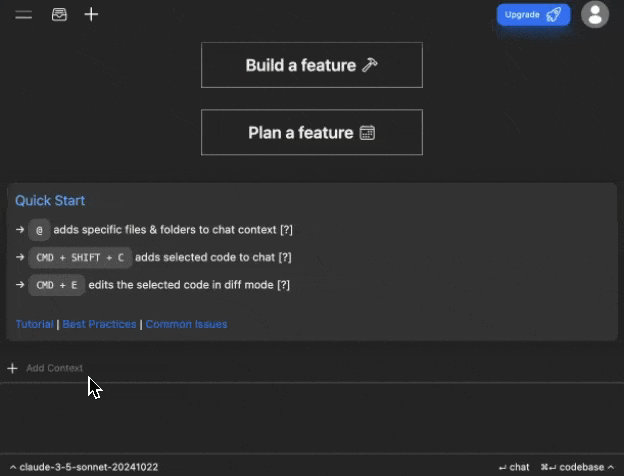 Upgrade
Build a feature
Plan a feature
Quick Start
→ @ adds specific files & folders to chat context [?]
→ CMD + SHIFT + C adds selected code to chat [?]
→ CMD + E edits the selected code in diff mode [?]
Tutorial | Best Practices | Common Issues
+ Add Context
^ claude-3-5-sonnet-20241022 ↵ chat ⌘↵ codebase ^